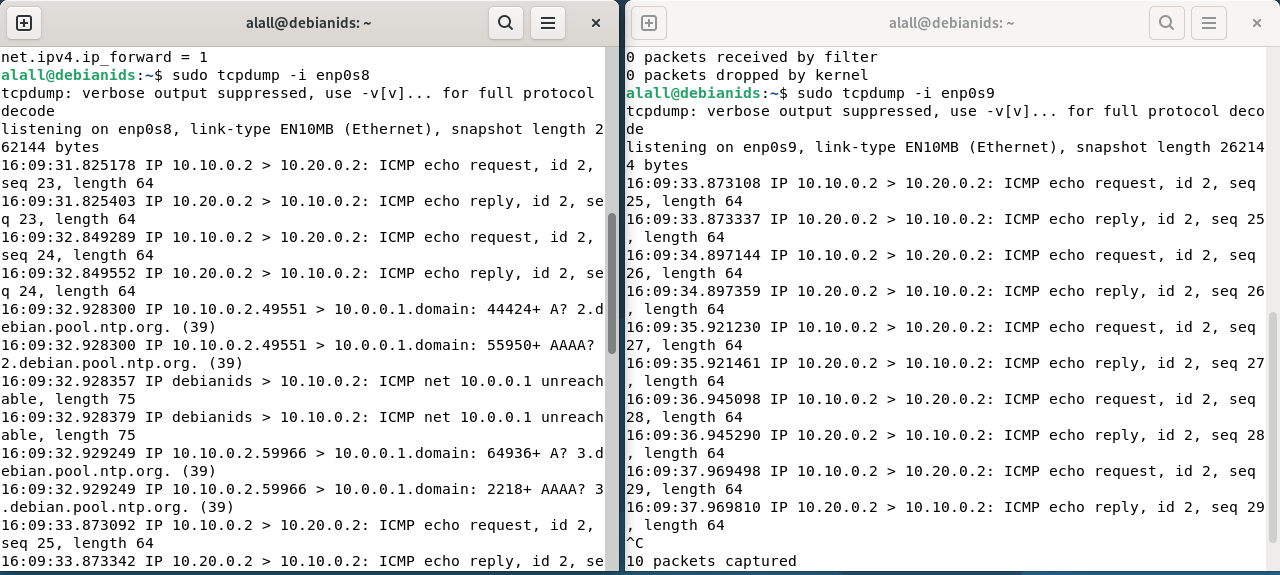 alall@debianids: ~
net.ipv4.ip_forward = 1
alall@debianids:~$ sudo tcpdump -i enp0s8
tcpdump: verbose output suppressed, use -v[v]... for full protocol
decode
listening on enp0s8, link-type EN10MB (Ethernet), snapshot length 2
62144 bytes
16:09:31.825178 IP 10.10.0.2 > 10.20.0.2: ICMP echo request, id 2,
seq 23, length 64
16:09:31.825403 IP 10.20.0.2 > 10.10.0.2: ICMP echo reply, id 2, se
q 23, length 64
16:09:32.849289 IP 10.10.0.2 > 10.20.0.2: ICMP echo request, id 2,
seq 24, length 64
16:09:32.849552 IP 10.20.0.2 > 10.10.0.2: ICMP echo reply, id 2, se
q 24, length 64
16:09:32.928300 IP 10.10.0.2.49551 > 10.0.0.1.domain: 44424+ A? 2.d
ebian.pool.ntp.org. (39)
16:09:32.928300 IP 10.10.0.2.49551 > 10.0.0.1.domain: 55950+ AAAA?
2.debian.pool.ntp.org. (39)
16:09:32.928357 IP debianids > 10.10.0.2: ICMP net 10.0.0.1 unreach
able, length 75
16:09:32.928379 IP debianids > 10.10.0.2: ICMP net 10.0.0.1 unreach
able, length 75
16:09:32.929249 IP 10.10.0.2.59966 > 10.0.0.1.domain: 64936+ A? 3.d
ebian.pool.ntp.org. (39)
16:09:32.929249 IP 10.10.0.2.59966 > 10.0.0.1.domain: 2218+ AAAA? 3
.debian.pool.ntp.org. (39)
16:09:33.873092 IP 10.10.0.2 > 10.20.0.2: ICMP echo request, id 2,
seq 25, length 64
16:09:33.873342 IP 10.20.0.2 > 10.10.0.2: ICMP echo reply, id 2, se
alall@debianids: ~
0 packets received by filter
0 packets dropped by kernel
alall@debianids:~$ sudo tcpdump -i enp0s9
tcpdump: verbose output suppressed, use -v[v]... for full protocol deco
de
listening on enp0s9, link-type EN10MB (Ethernet), snapshot length 26214
4 bytes
16:09:33.873108 IP 10.10.0.2 > 10.20.0.2: ICMP echo request, id 2, seq
25, length 64
16:09:33.873337 IP 10.20.0.2 > 10.10.0.2: ICMP echo reply, id 2, seq 25
, length 64
16:09:34.897144 IP 10.10.0.2 > 10.20.0.2: ICMP echo request, id 2, seq
26, length 64
16:09:34.897359 IP 10.20.0.2 > 10.10.0.2: ICMP echo reply, id 2, seq 26
, length 64
16:09:35.921230 IP 10.10.0.2 > 10.20.0.2: ICMP echo request, id 2, seq
27, length 64
16:09:35.921461 IP 10.20.0.2 > 10.10.0.2: ICMP echo reply, id 2, seq 27
, length 64
16:09:36.945098 IP 10.10.0.2 > 10.20.0.2: ICMP echo request, id 2, seq
28, length 64
16:09:36.945290 IP 10.20.0.2 > 10.10.0.2: ICMP echo reply, id 2, seq 28
, length 64
16:09:37.969498 IP 10.10.0.2 > 10.20.0.2: ICMP echo request, id 2, seq
29, length 64
16:09:37.969810 IP 10.20.0.2 > 10.10.0.2: ICMP echo reply, id 2, seq 29
, length 64
^C
10 packets captured